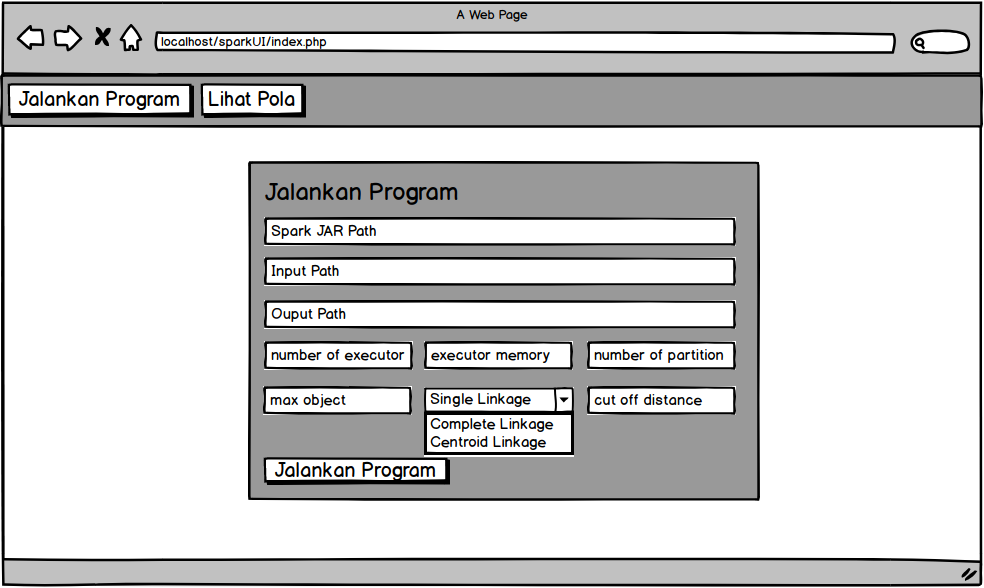 A Web Page
localhost/sparkUI/index.php
Jalankan Program
Lihat Pola
Jalankan Program
Spark JAR Path
Input Path
Ouput Path
number of executor
executor memory
number of partition
max object
Single Linkage
cut off distance
Complete Linkage
Centroid Linkage
Jalankan Program